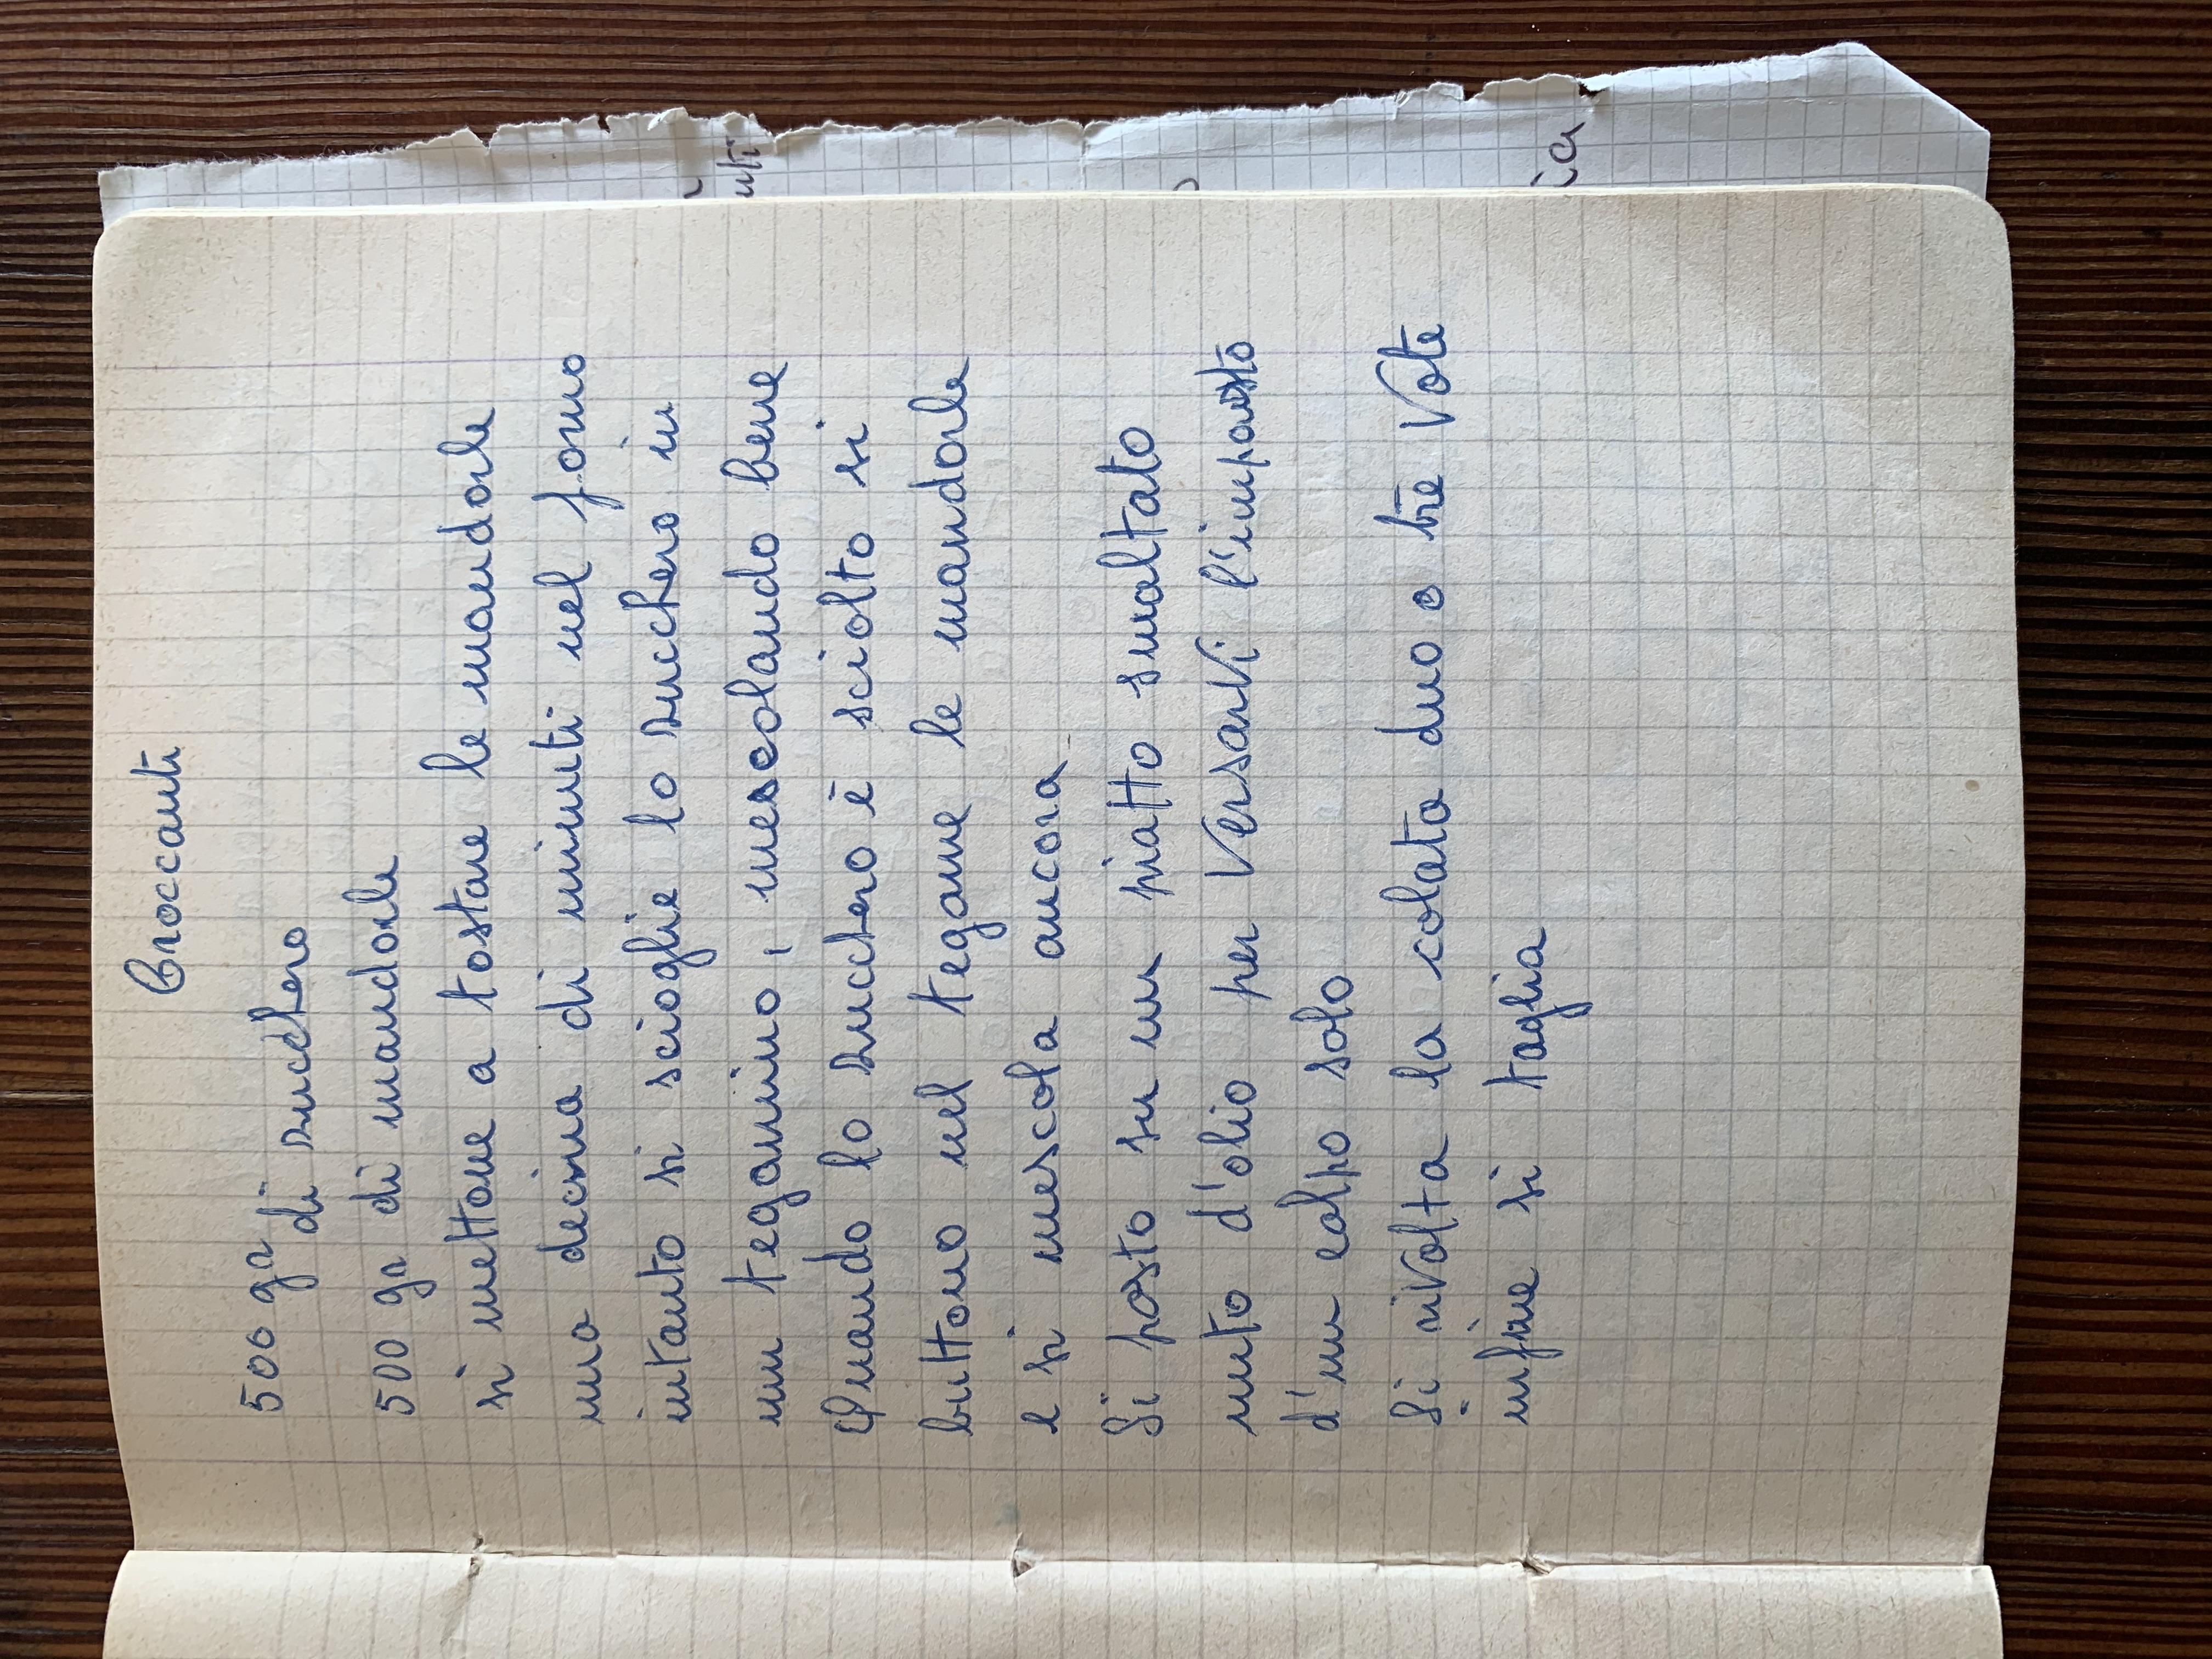 Croccanti
500 gr di zucchero
500 gr di mandorle
si mettone a tostare le mandorle
una decina di minuti nel forno
intanto si scioglie lo zucchero in
un tegamino, mescolando bene
Quando lo zucchero è sciolto si
buttono nel tegame le mandorle
e si mescola ancora
Si posto su un piatto smaltato
unto d'olio per Versarvi l'impasto
d'un colpo solo
Si rivolta la colata duo o tre Vote
infine si taglia
uti
ia